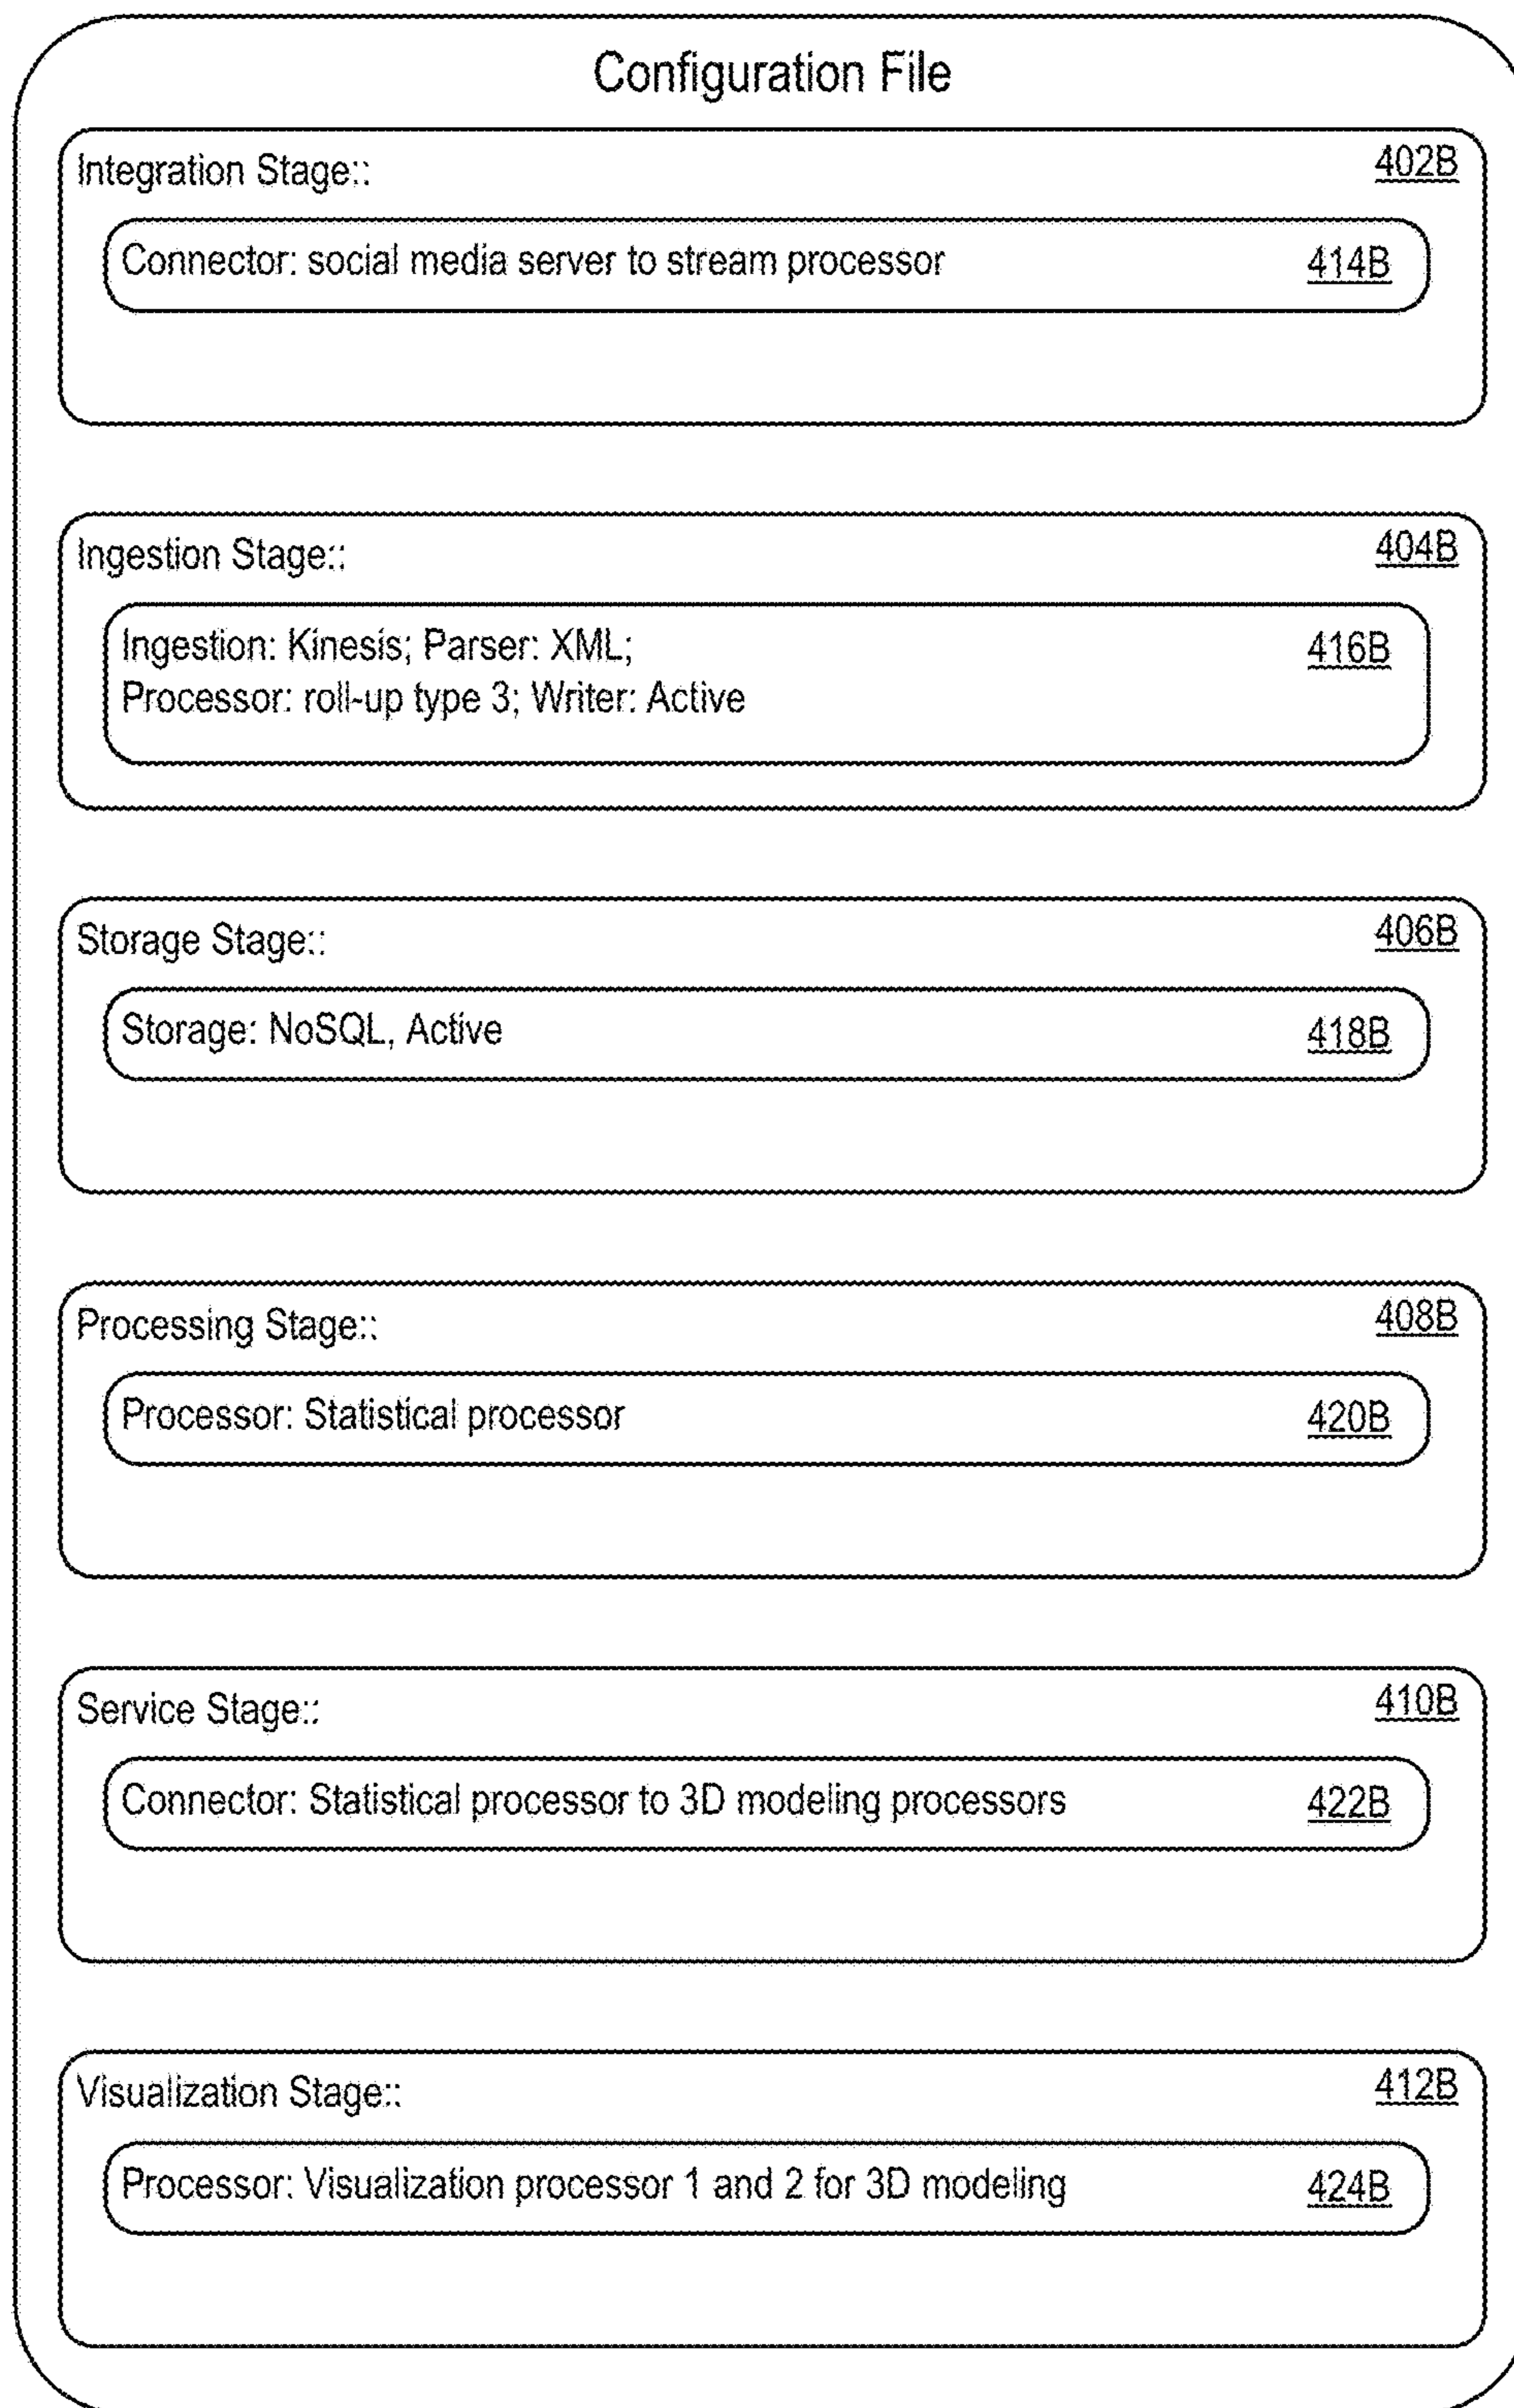 Configuration File
Integration Stage:: 402B
Connector: social media server to stream processor 414B
Ingestion Stage:: 404B
Ingestion: Kinesis; Parser: XML; 416B
Processor: roll-up type 3; Writer: Active
Storage Stage:: 406B
Storage: NoSQL, Active 418B
Processing Stage:: 408B
Processor: Statistical processor 420B
Service Stage:: 410B
Connector: Statistical processor to 3D modeling processors 422B
Visualization Stage:: 412B
Processor: Visualization processor 1 and 2 for 3D modeling 424B